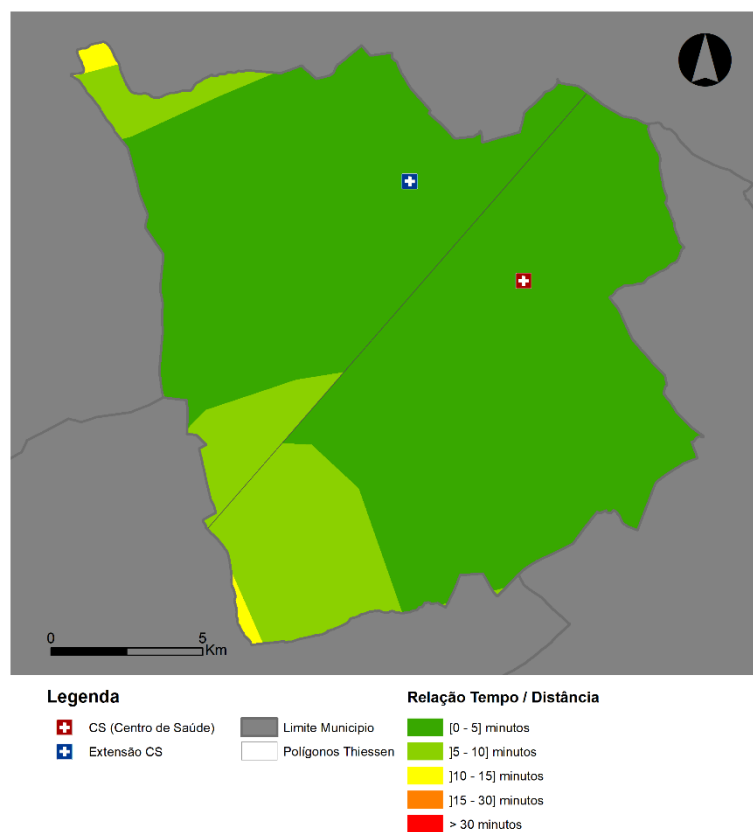 0 5
Km
Legenda
CS (Centro de Saúde)
Extensão CS
Limite Municipio
Polígonos Thiessen
Relação Tempo / Distância
[0 - 5] minutos
]5 - 10] minutos
]10 - 15] minutos
]15 - 30] minutos
> 30 minutos